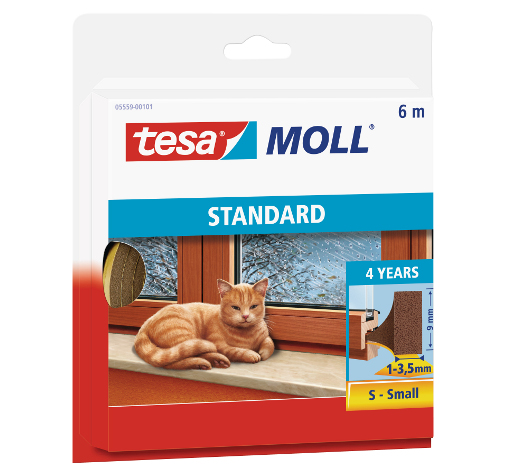 05559-00101
6 m
tesa® MOLL®
STANDARD
4 YEARS
9 mm
1-3,5mm
S - Small